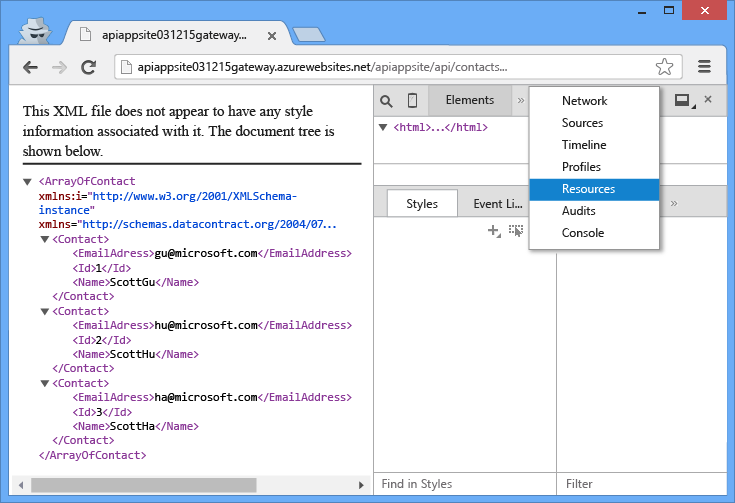 apiappsite031215gateway...
apiappsite031215gateway.azurewebsites.net/apiappsite/api/contacts...
This XML file does not appear to have any style
information associated with it. The document tree is
shown below.
<ArrayOfContact
xmlns:i="http://www.w3.org/2001/XMLSchema-
instance"
xmlns="http://schemas.datacontract.org/2004/07...
<Contact>
<EmailAdress>gu@microsoft.com</EmailAddress>
<Id>1</Id>
<Name>ScottGu</Name>
</Contact>
<Contact>
<EmailAdress>hu@microsoft.com</EmailAddress>
<Id>2</Id>
<Name>ScottHu</Name>
</Contact>
<Contact>
<EmailAdress>ha@microsoft.com</EmailAddress>
<Id>3</Id>
<Name>ScottHa</Name>
</Contact>
</ArrayOfContact>
Elements »
<html>...</html>
Network
Sources
Timeline
Profiles
Resources
Audits
Console
Styles
Event Li... »
Find in Styles
Filter